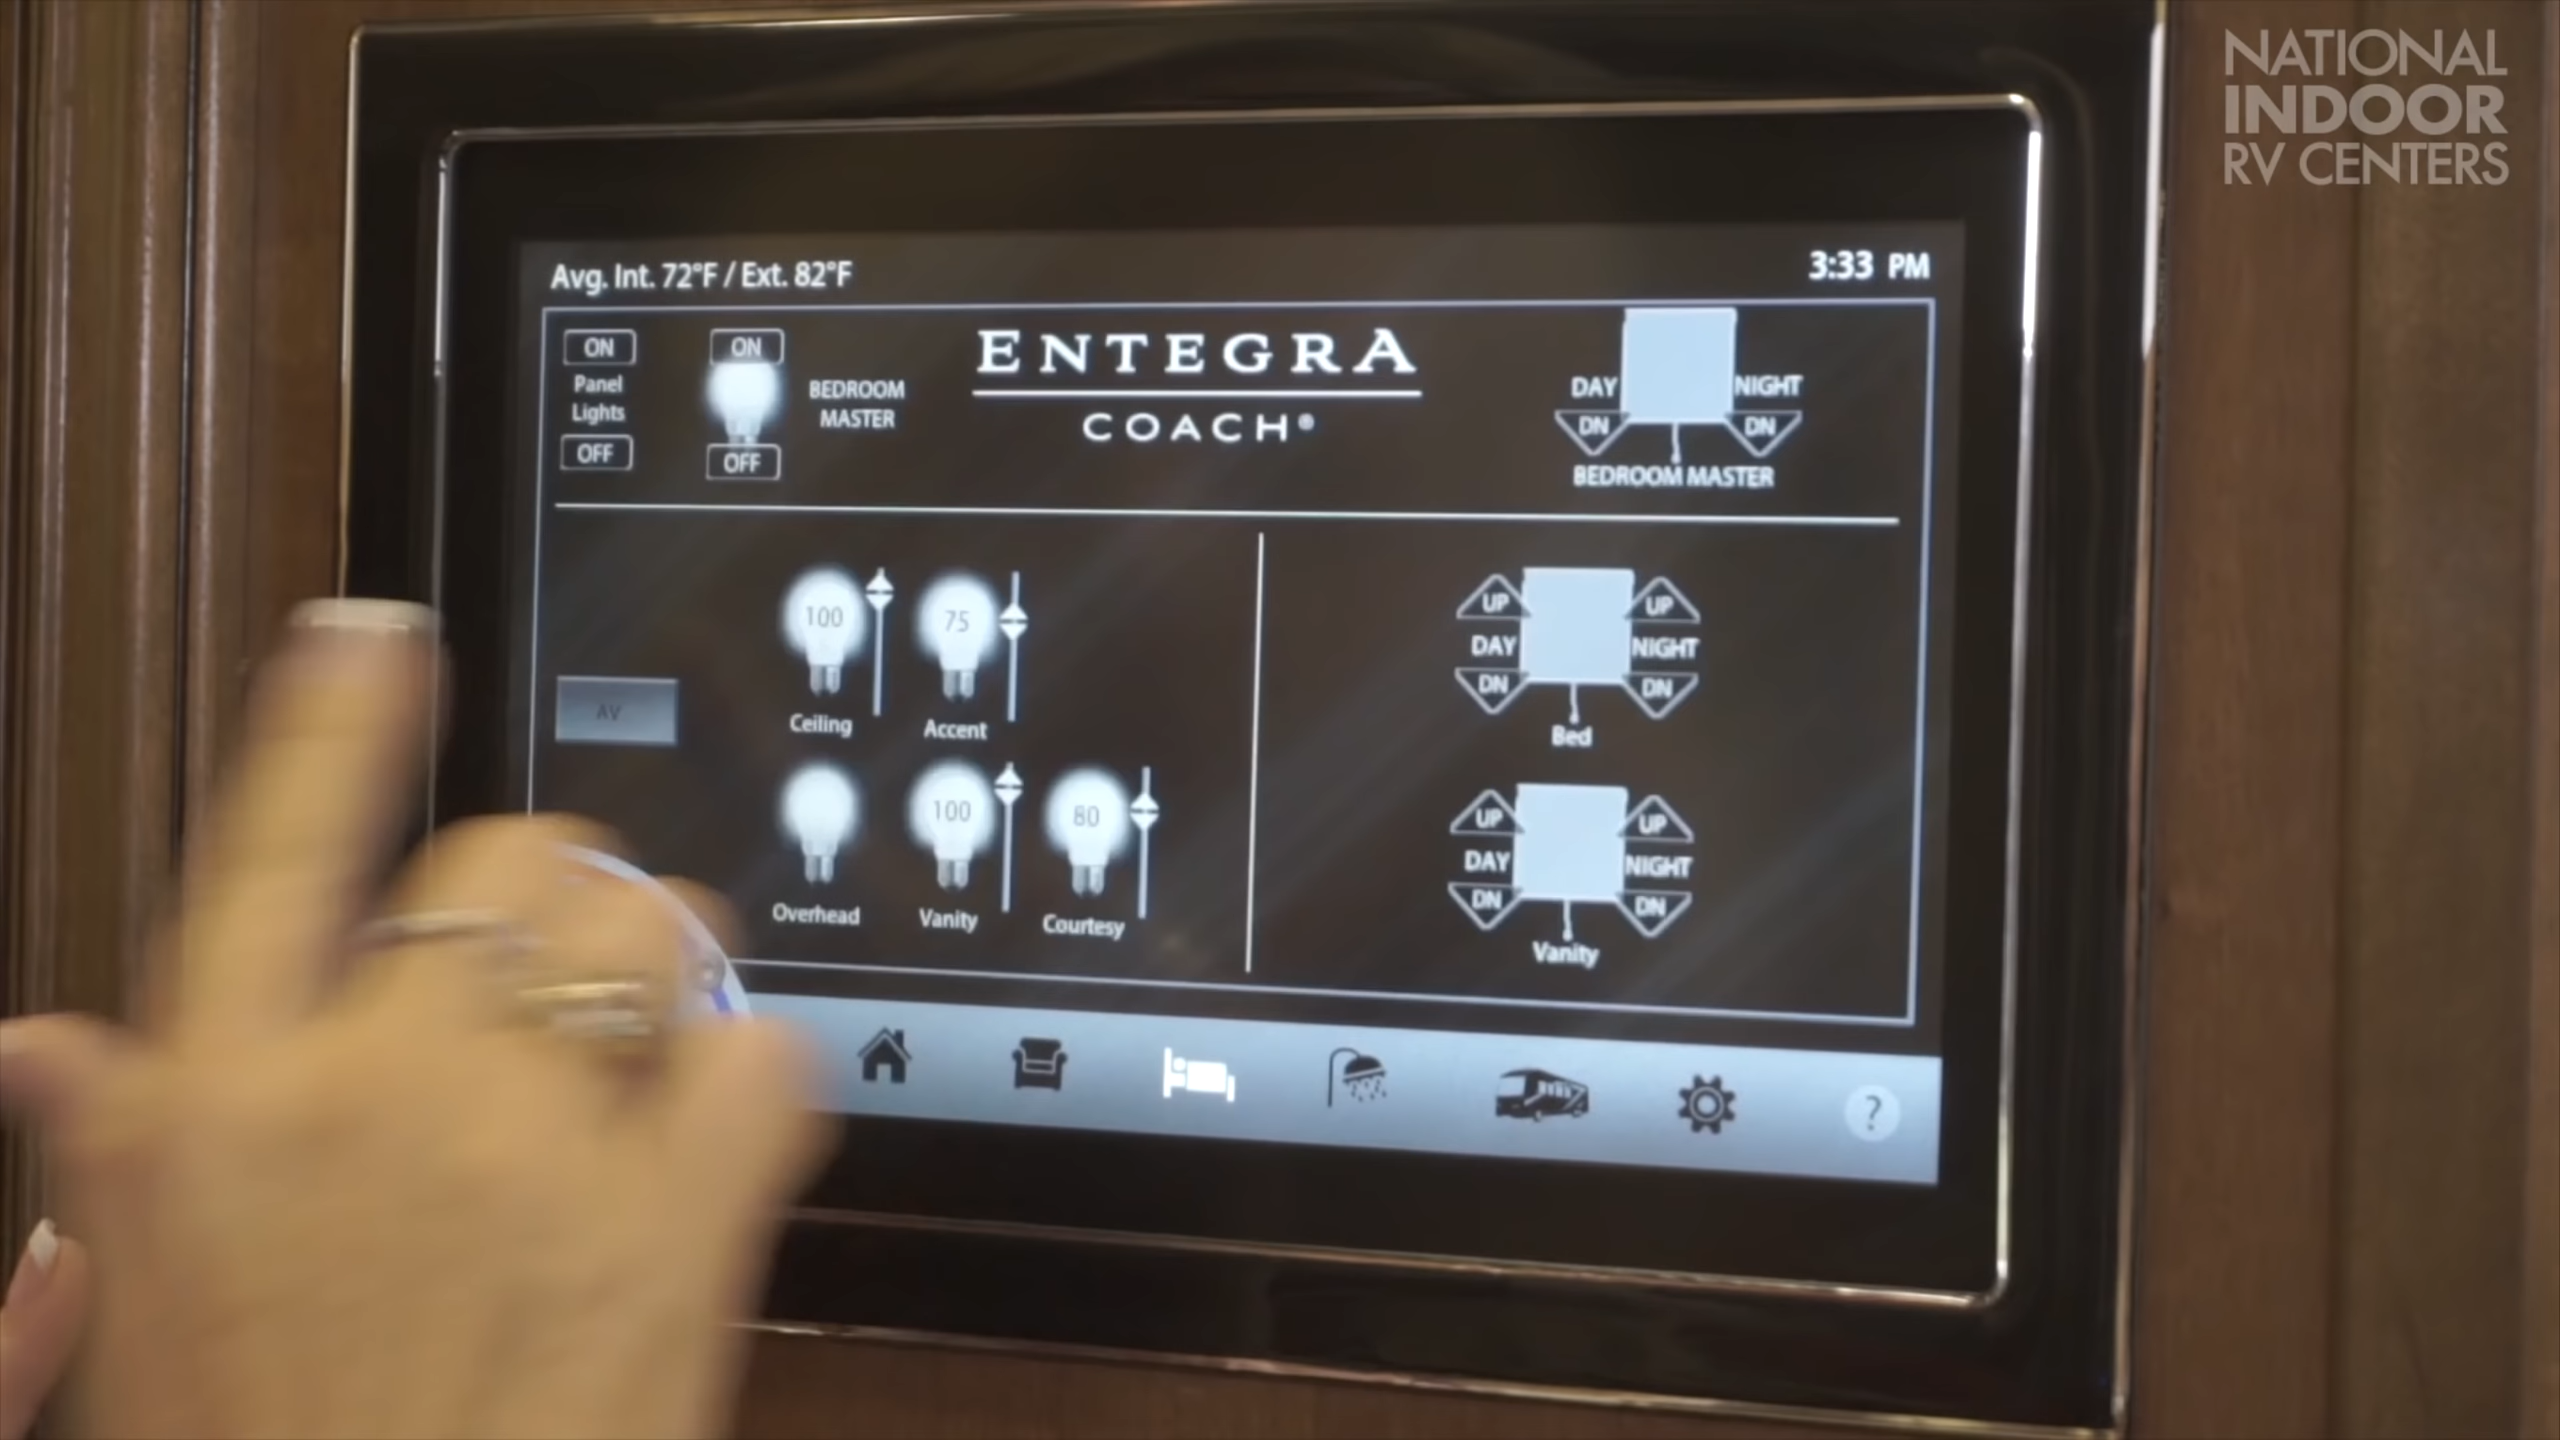 NATIONAL
INDOOR
RV CENTERS
Avg. Int. 72°F / Ext. 82°F
3:33 PM
ON
Panel
Lights
OFF
ON
OFF
BEDROOM
MASTER
ENTEGRA
COACH®
DAY
NIGHT
DN
DN
BEDROOM MASTER
AV
100
Ceiling
75
Accent
Overhead
100
Vanity
80
Courtesy
UP
UP
DAY
NIGHT
DN
DN
Bed
UP
UP
DAY
NIGHT
DN
DN
Vanity
?